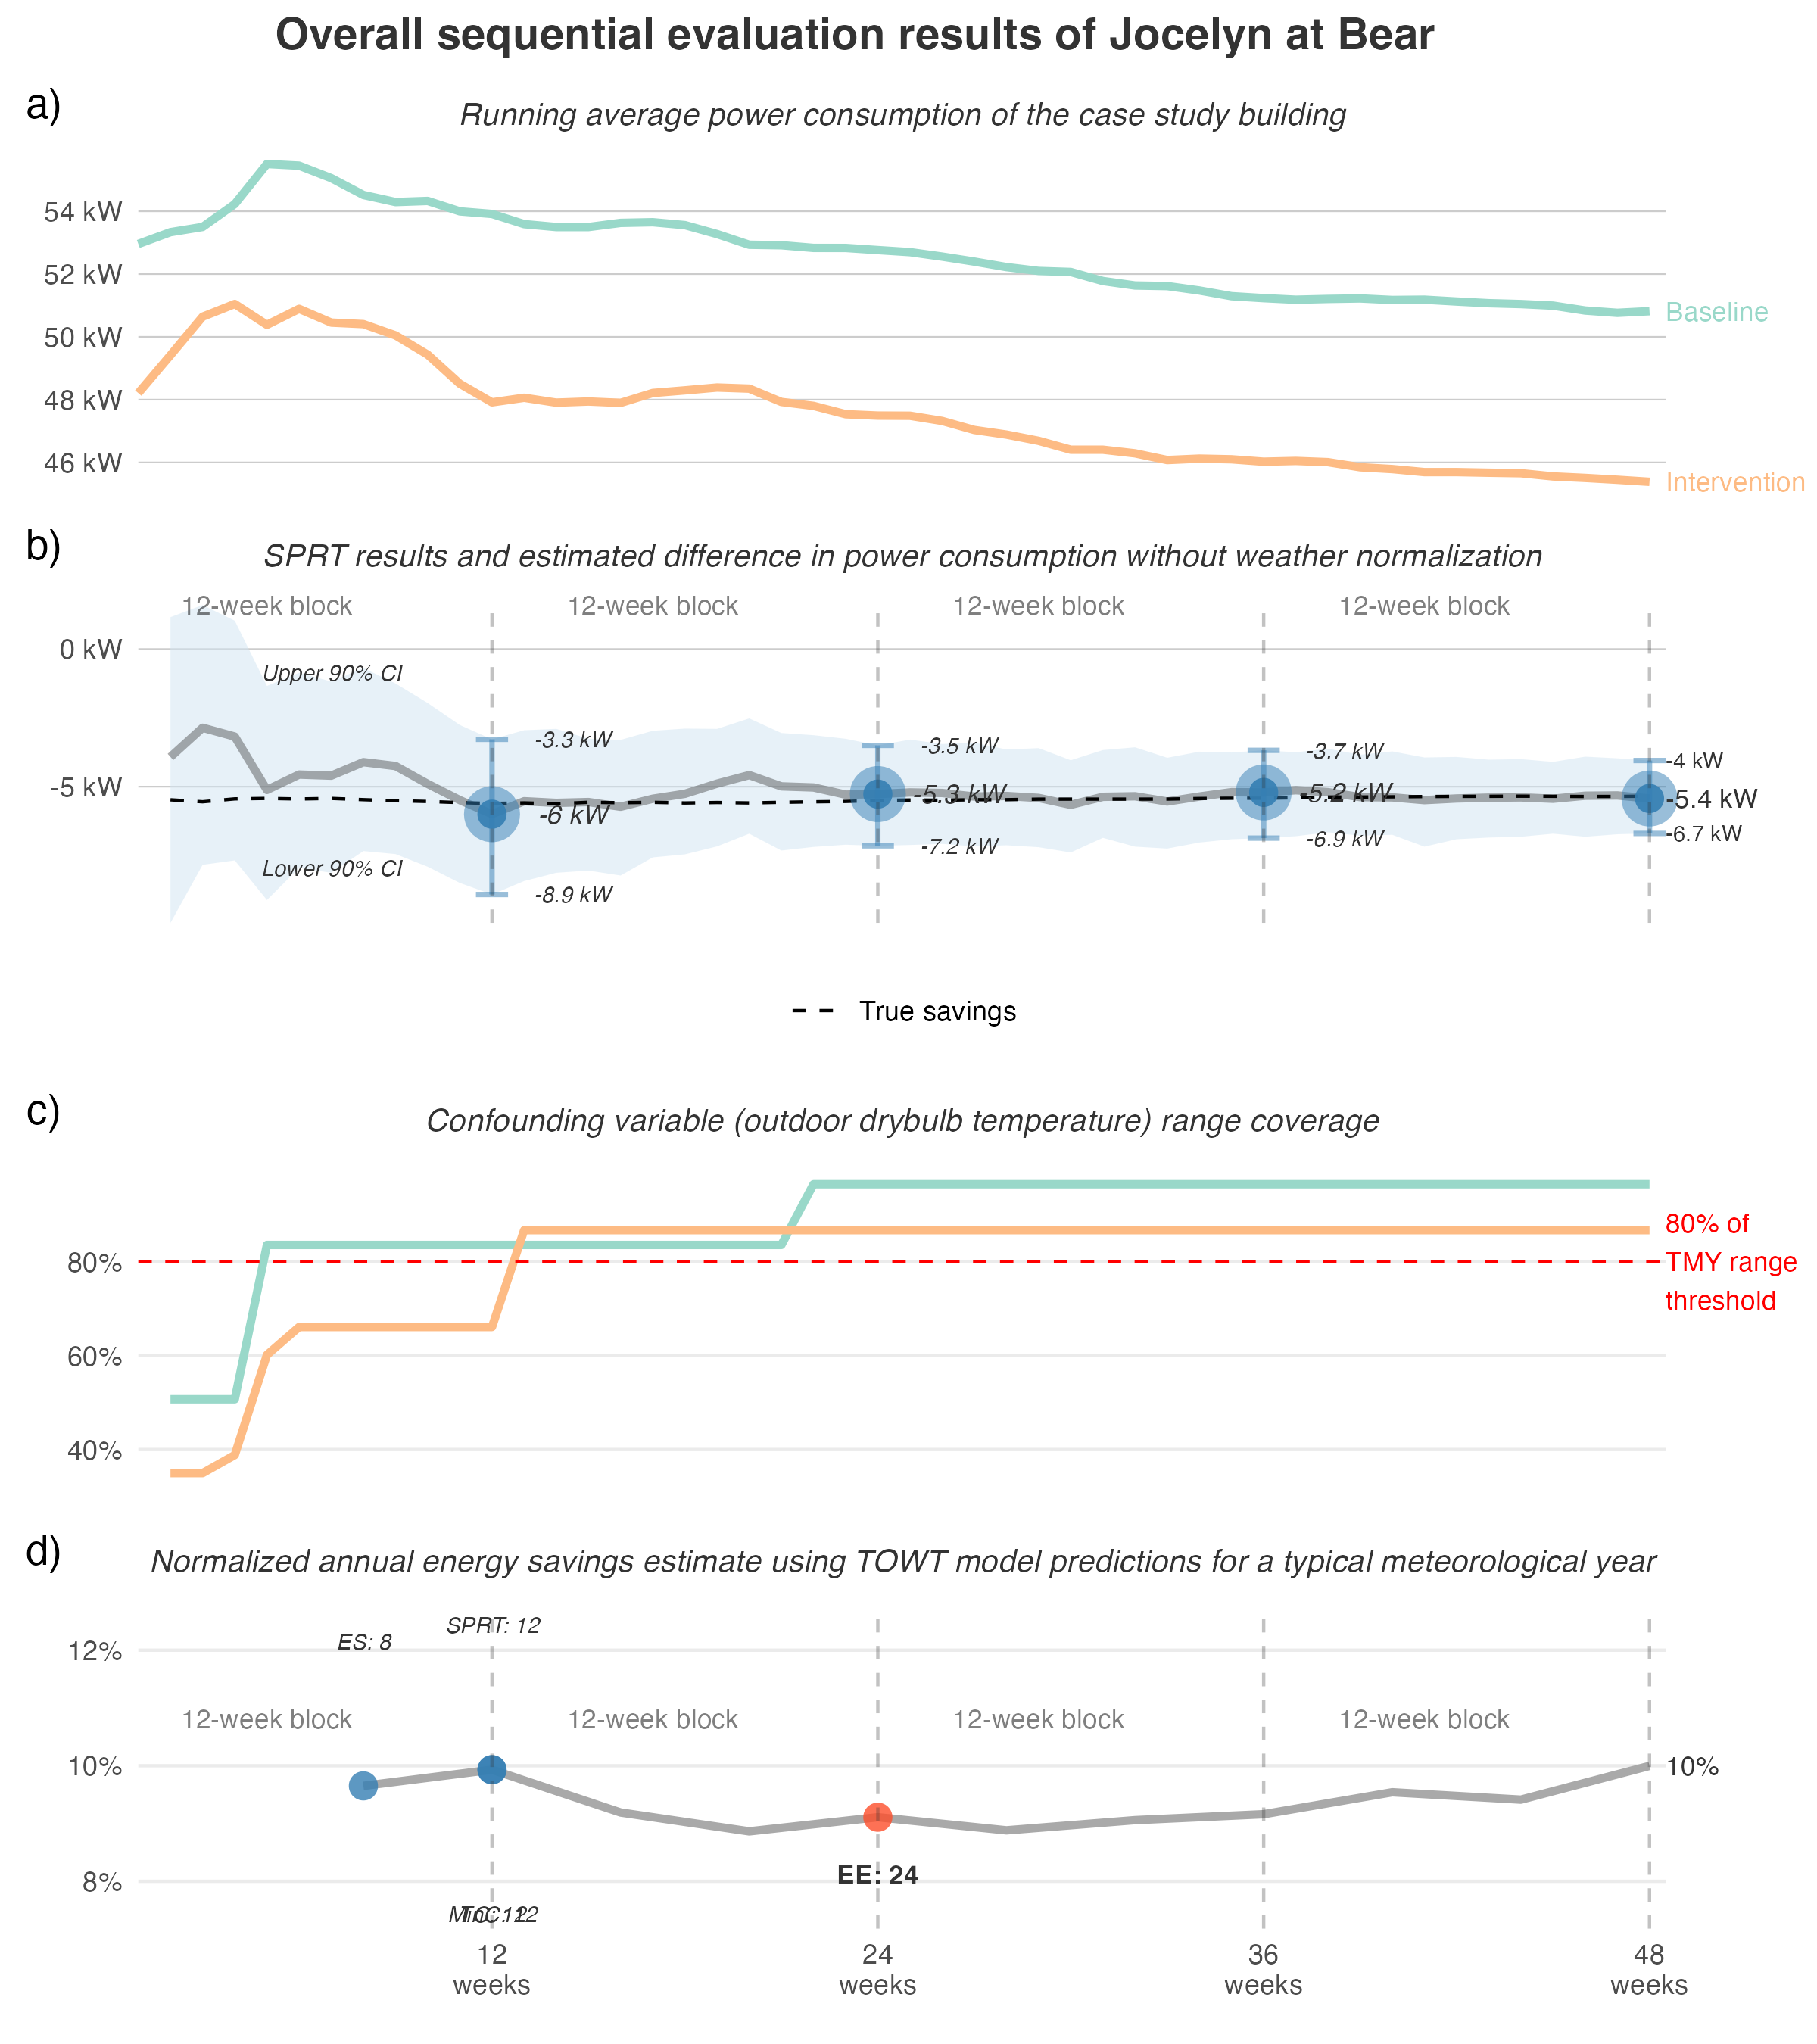 Overall sequential evaluation results of Jocelyn at Bear
a)
Running average power consumption of the case study building
54 kW
52 kW
50 kW
48 kW
46 kW
Baseline
Intervention
b)
SPRT results and estimated difference in power consumption without weather normalization
12-week block
12-week block
12-week block
12-week block
0 kW
-5 kW
Upper 90% CI
Lower 90% CI
-3.3 kW
-6 kW
-8.9 kW
-3.5 kW
-5.3 kW
-7.2 kW
-3.7 kW
-5.2 kW
-6.9 kW
-4 kW
-5.4 kW
-6.7 kW
True savings
c)
Confounding variable (outdoor drybulb temperature) range coverage
80%
60%
40%
80% of
TMY range
threshold
d)
Normalized annual energy savings estimate using TOWT model predictions for a typical meteorological year
12%
10%
8%
ES: 8
SPRT: 12
12-week block
12-week block
12-week block
12-week block
10%
EE: 24
12
weeks
24
weeks
36
weeks
48
weeks